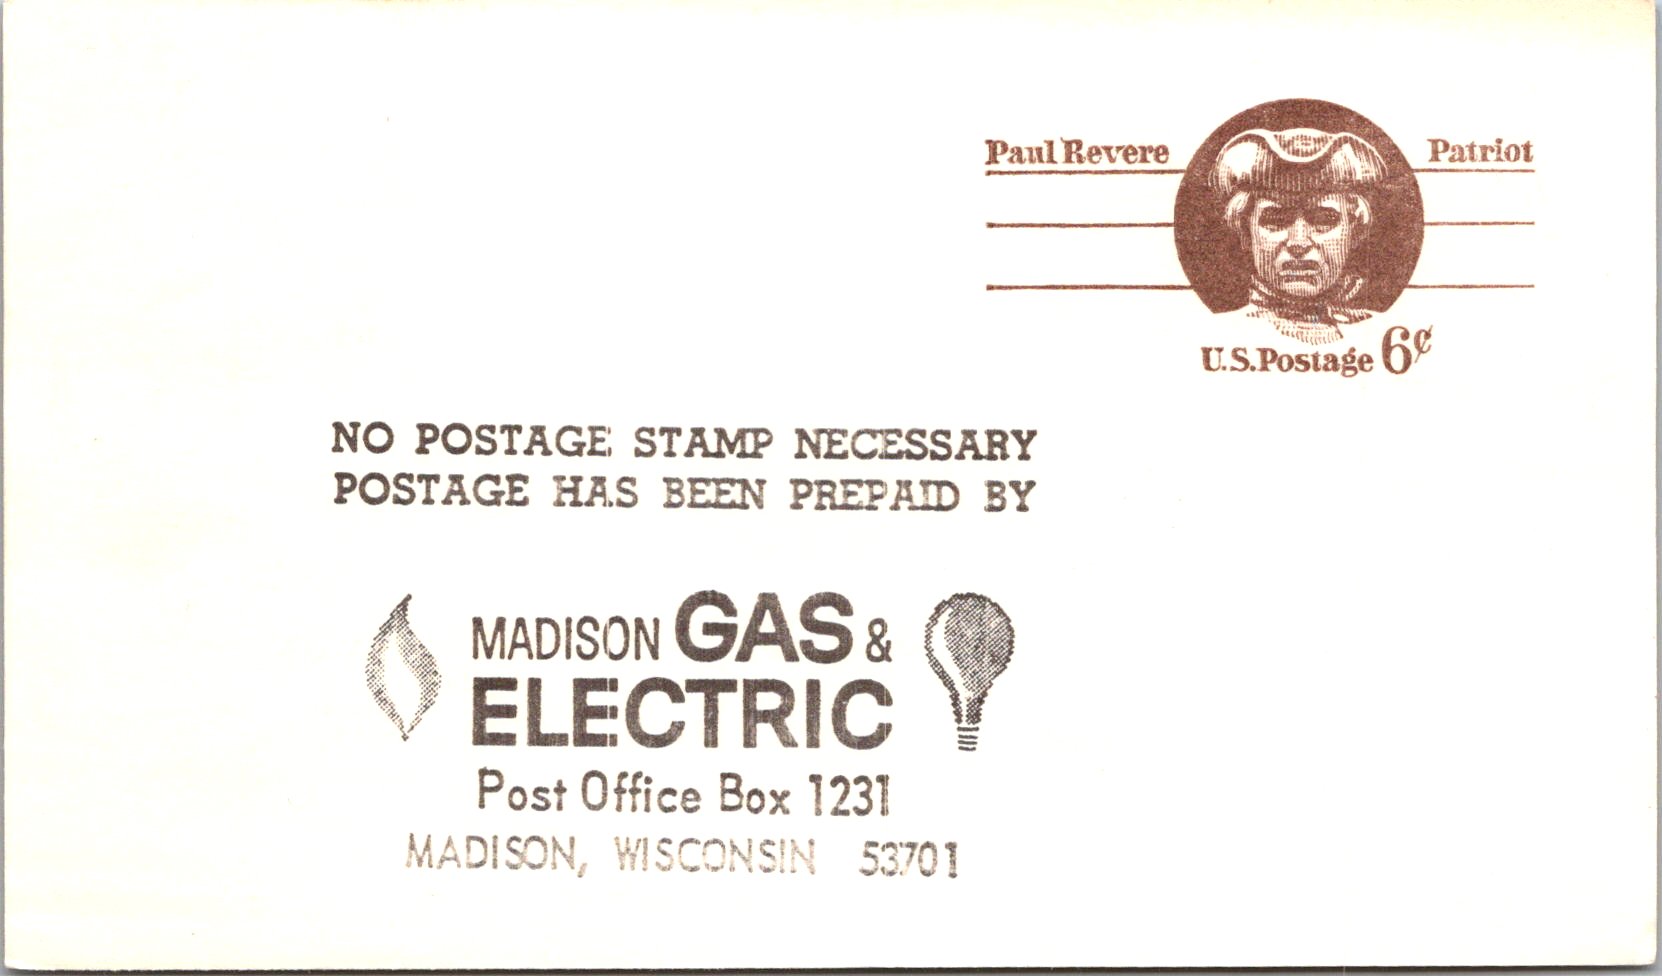 Paul Revere Patriot
U.S.Postage 6¢
NO POSTAGE STAMP NECESSARY
POSTAGE HAS BEEN PREPAID BY
MADISON GAS &
ELECTRIC
Post Office Box 1231
MADISON, WISCONSIN 53701